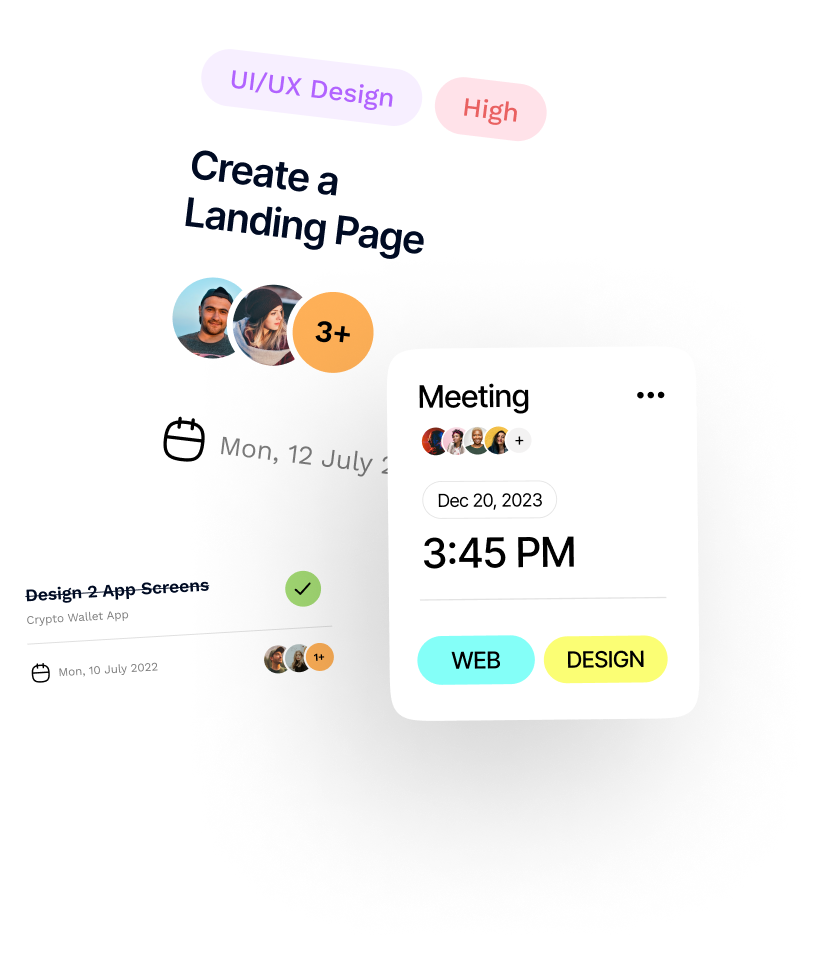 UI/UX Design
High
Create a
Landing Page
3+
Mon, 12 July
Meeting
+
Dec 20, 2023
3:45 PM
WEB
DESIGN
Design 2 App Screens
Crypto Wallet App
Mon, 10 July 2022
1+